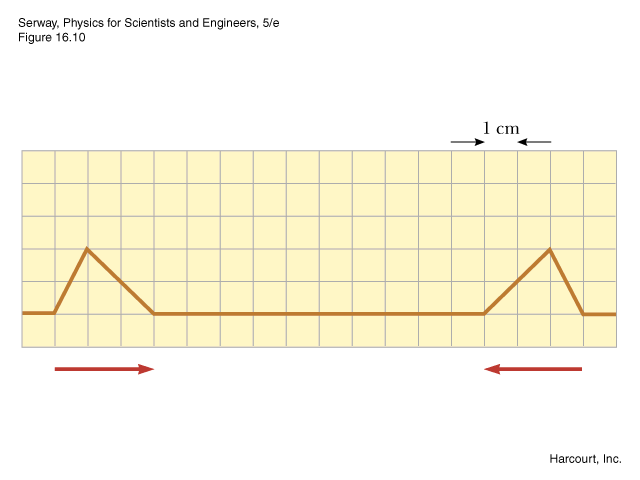 Serway, Physics for Scientists and Engineers, 5/e
Figure 16.10
1 cm
Harcourt, Inc.